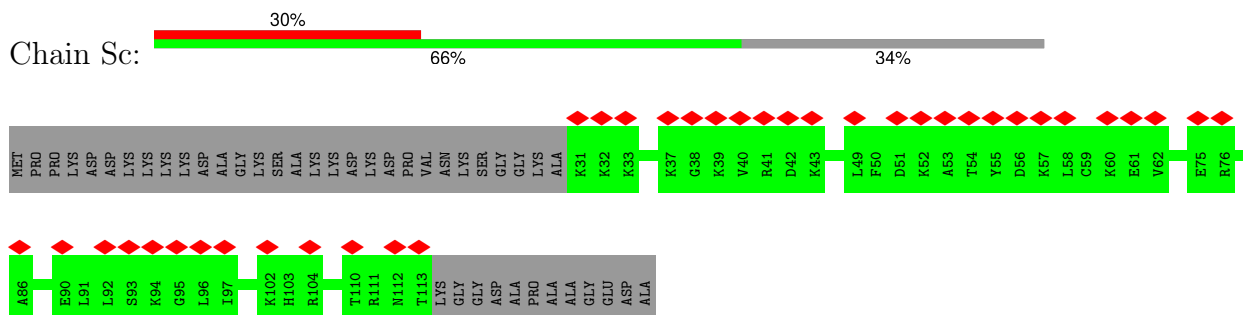 30%
Chain Sc:
66%
34%
MET PRO PRO LYS ASP ASP LYS LYS LYS LYS ASP ALA GLY LYS SER ALA LYS LYS ASP LYS ASP PRO VAL ASN LYS SER GLY GLY LYS ALA K31 K32 K33 K37 G38 K39 V40 R41 D42 K43 L49 F50 D51 K52 A53 T54 Y55 D56 K57 L58 C59 K60 E61 V62 E75 R76
A86 E90 L91 L92 S93 K94 G95 L96 I97 K102 H103 R104 T110 R111 N112 T113 LYS GLY GLY ASP ALA PRO ALA ALA GLY GLU ASP ALA